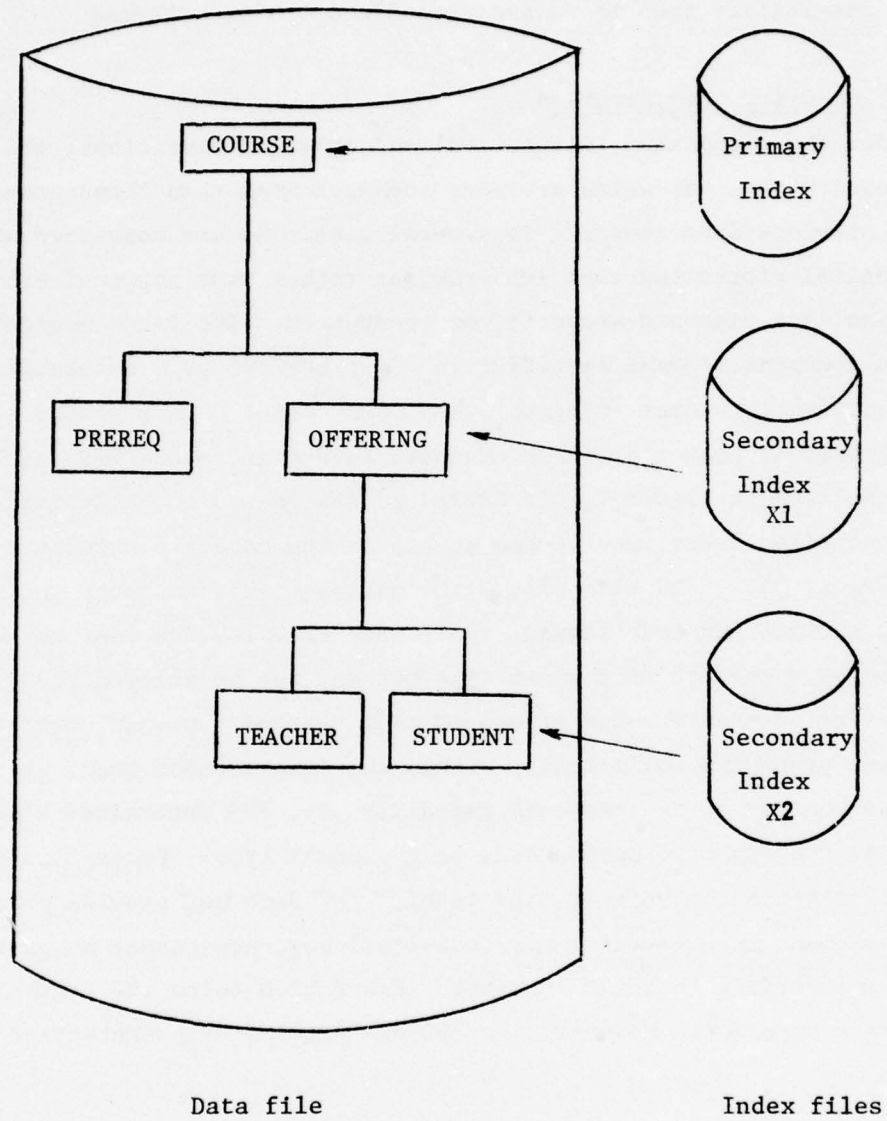 COURSE
Primary
Index
PREREQ
OFFERING
Secondary
Index
X1
TEACHER
STUDENT
Secondary
Index
X2
Data file
Index files